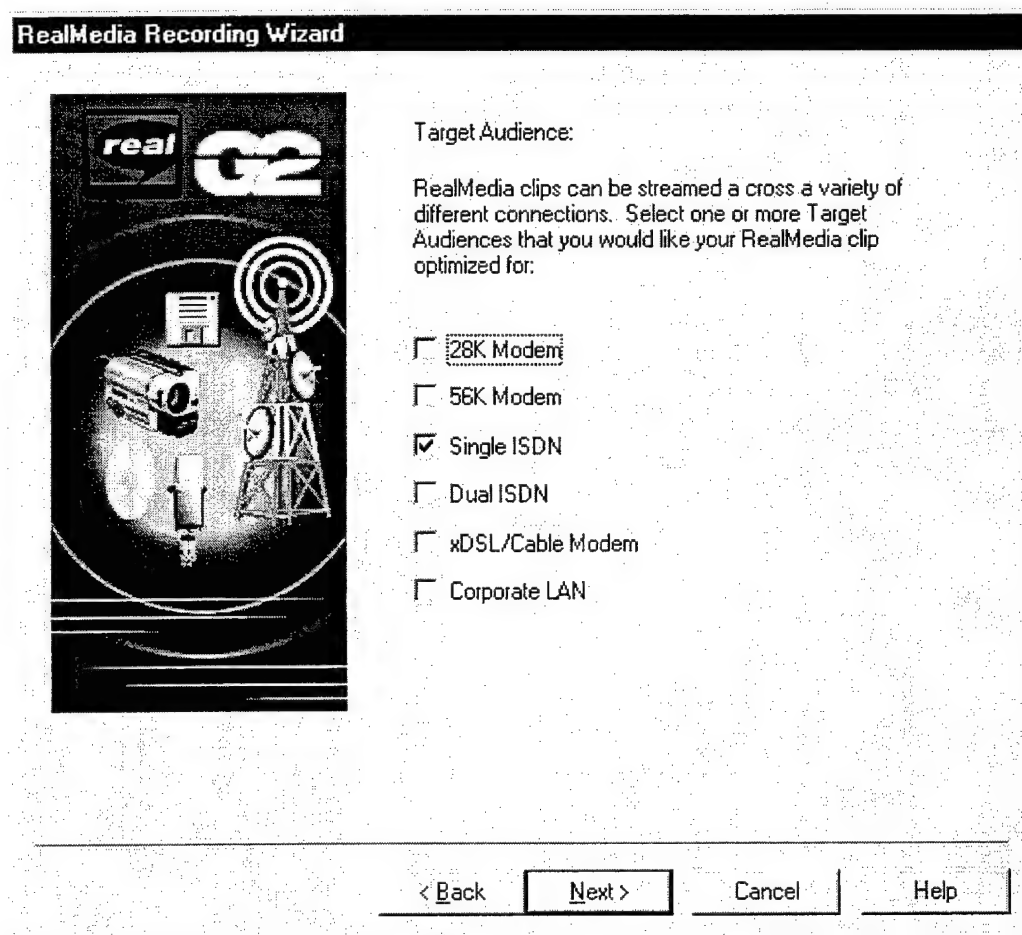 RealMedia Recording Wizard
real
G2
Target Audience:
RealMedia clips can be streamed a cross a variety of
different connections. Select one or more Target
Audiences that you would like your RealMedia clip
optimized for:
28K Modem
56K Modem
Single ISDN
Dual ISDN
xDSL/Cable Modem
Corporate LAN
< Back
Next >
Cancel
Help